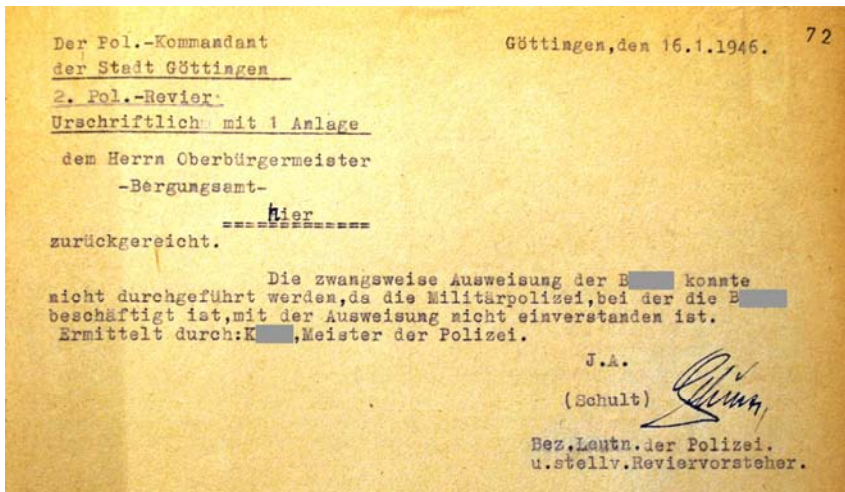 72
Der Pol.-Kommandant
Göttingen,den 16.1.1946.
der Stadt Göttingen
2. Pol.-Revier
Urschriftlich mit 1 Anlage
dem Herrn Oberbürgermeister
-Bergungsamt-
hier
zurückgereicht.
Die zwangsweise Ausweisung der B konnte
nicht durchgeführt werden,da die Militärpolizei,bei der die B
beschäftigt ist,mit der Ausweisung nicht einverstanden ist.
Ermittelt durch:K ,Meister der Polizei.
J.A.
(Schult)
Bez.Leutn.der Polizei.
u.stellv.Reviervorsteher.